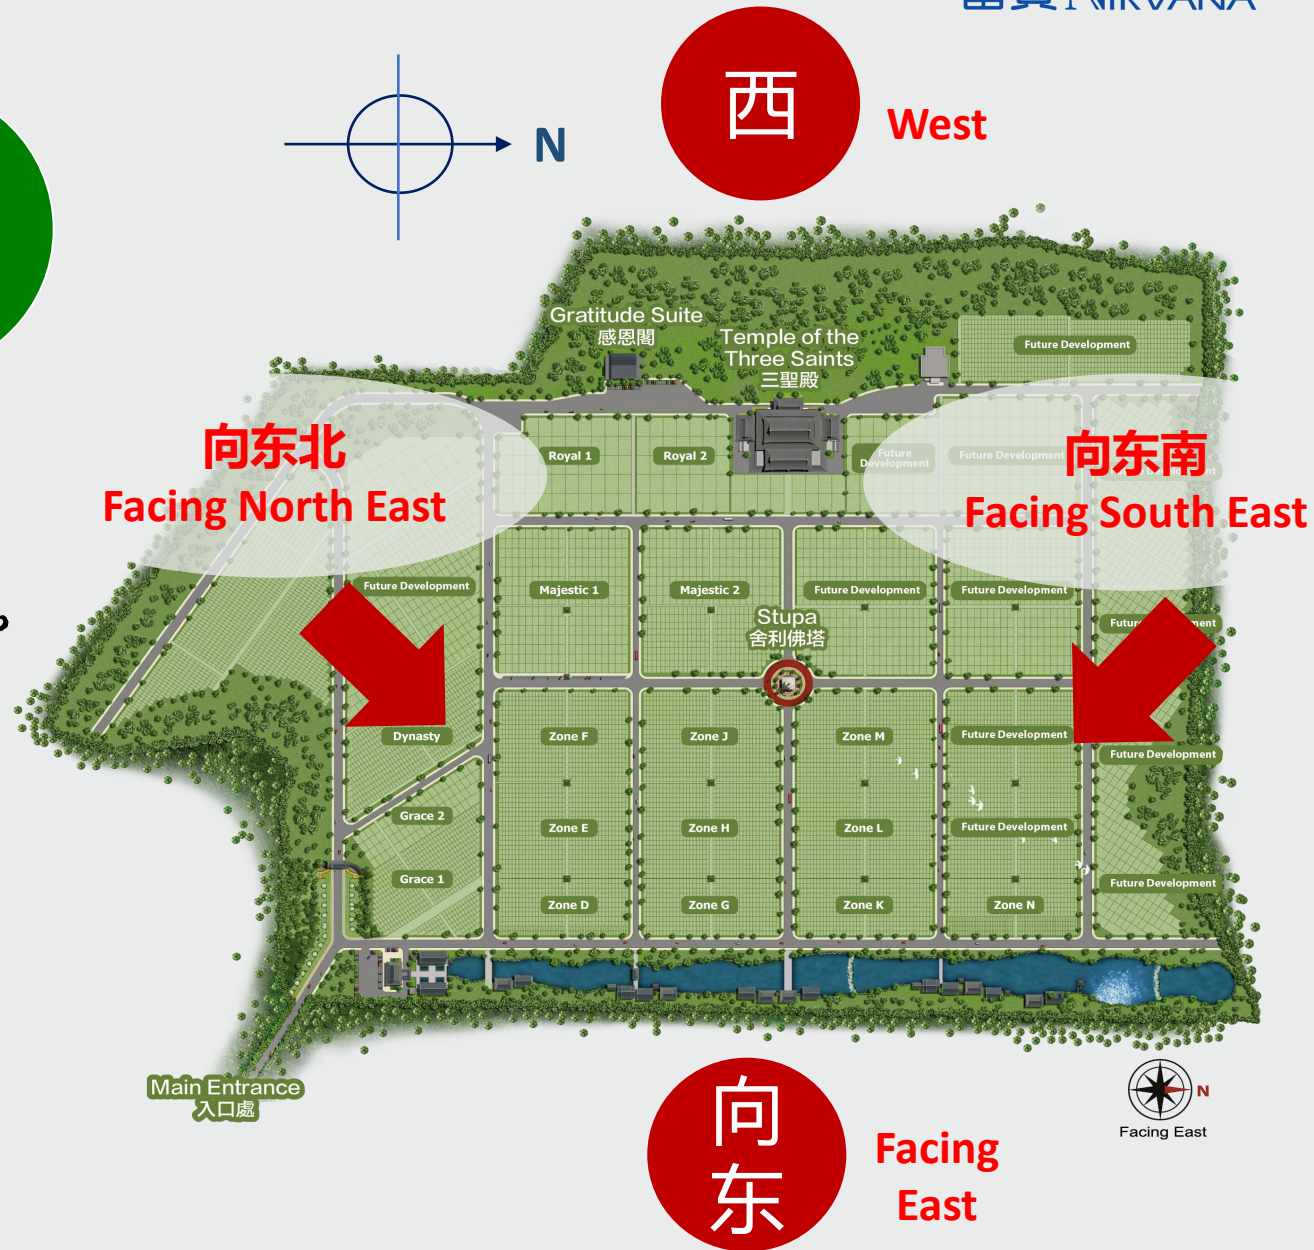 富貴 NIRVANA
西
West
N
Gratitude Suite
感恩閣
Temple of the
Three Saints
三聖殿
Future Development
向东北
Facing North East
Royal 1
Royal 2
Future
Development
Future Development
向东南
Facing South East
Future Development
Majestic 1
Majestic 2
Future Development
Future Development
Stupa
舍利佛塔
Dynasty
Zone F
Zone J
Zone M
Future Development
Future Development
Grace 2
Zone E
Zone H
Zone L
Future Development
Grace 1
Zone D
Zone G
Zone K
Zone N
Future Development
Main Entrance
入口處
N
Facing East
向
东
Facing
East